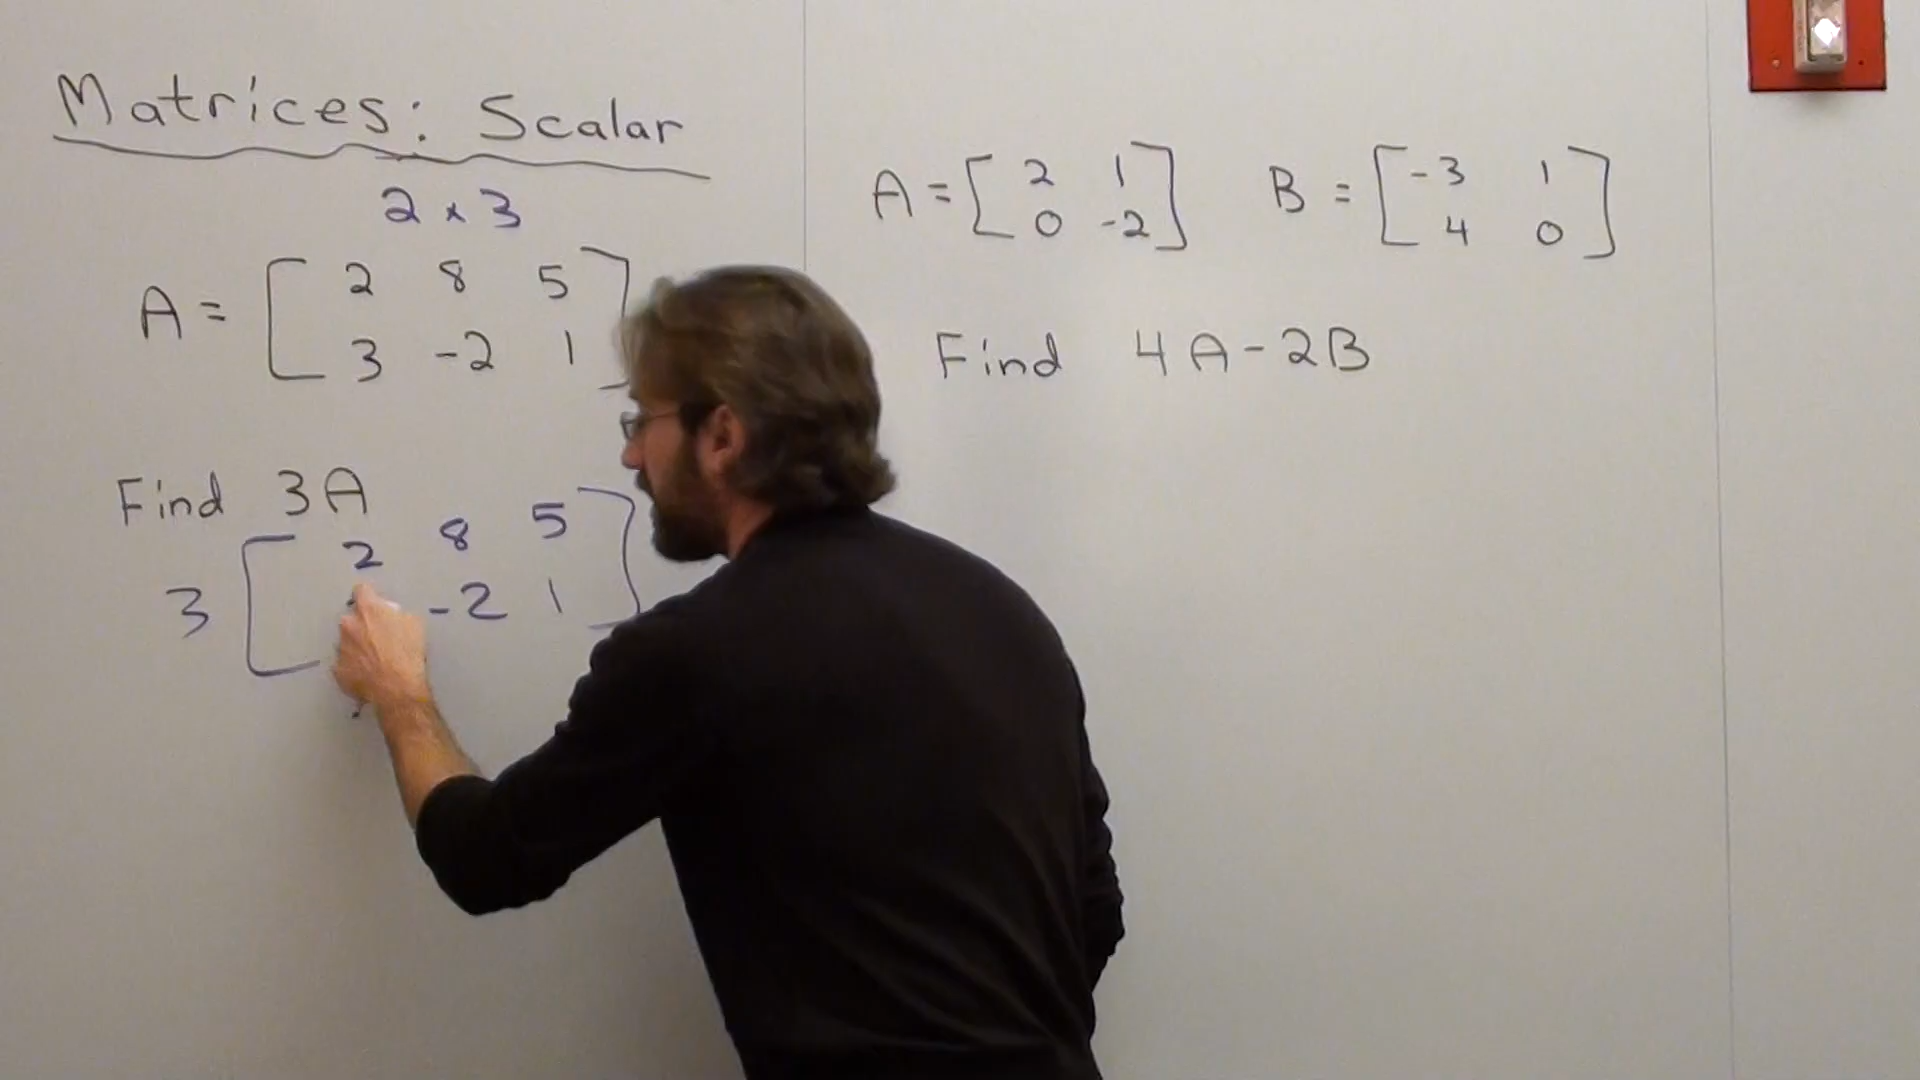 Matrices: Scalar
2 x 3
A = [ 2 8 5 ]
3 -2 1
Find 3A
3 [ 2 8 5 ]
-2 1
A = [ 2 1 ] B = [ -3 1 ]
0 -2 4 0
Find 4A-2B